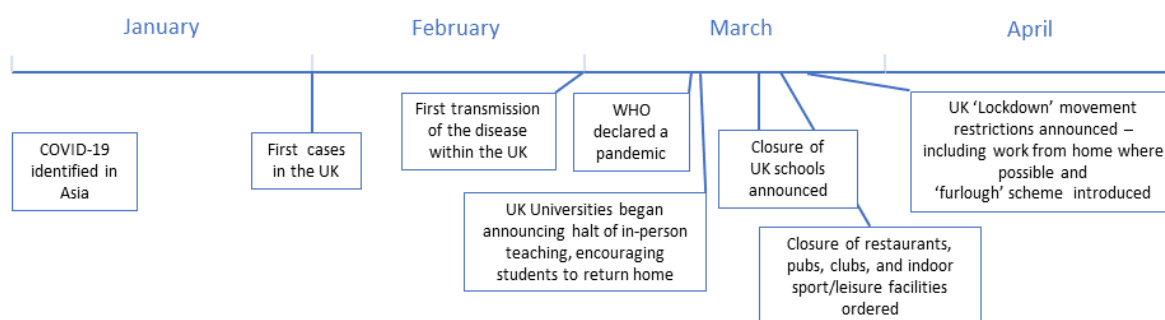 January
February
March
April
COVID-19
identified in
Asia
First cases
in the UK
First transmission
of the disease
within the UK
WHO
declared a
pandemic
UK Universities began
announcing halt of in-person
teaching, encouraging
students to return home
Closure of
UK schools
announced
Closure of restaurants,
pubs, clubs, and indoor
sport/leisure facilities
ordered
UK ‘Lockdown’ movement
restrictions announced –
including work from home where
possible and
‘furlough’ scheme introduced